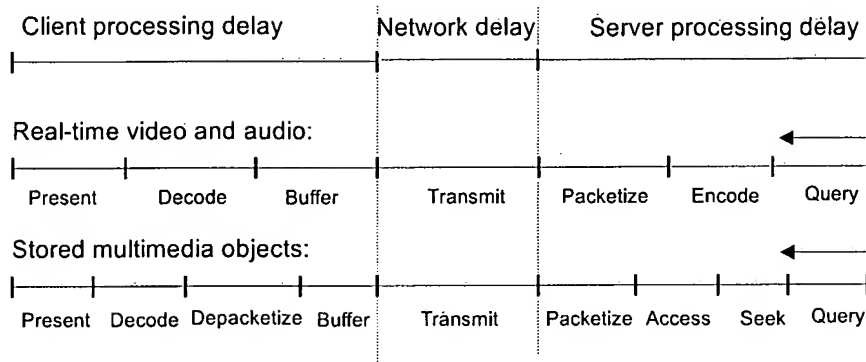 Client processing delay Network delay Server processing delay
Real-time video and audio:
Present Decode Buffer Transmit Packetize Encode Query
Stored multimedia objects:
Present Decode Depacketize Buffer Transmit Packetize Access Seek Query